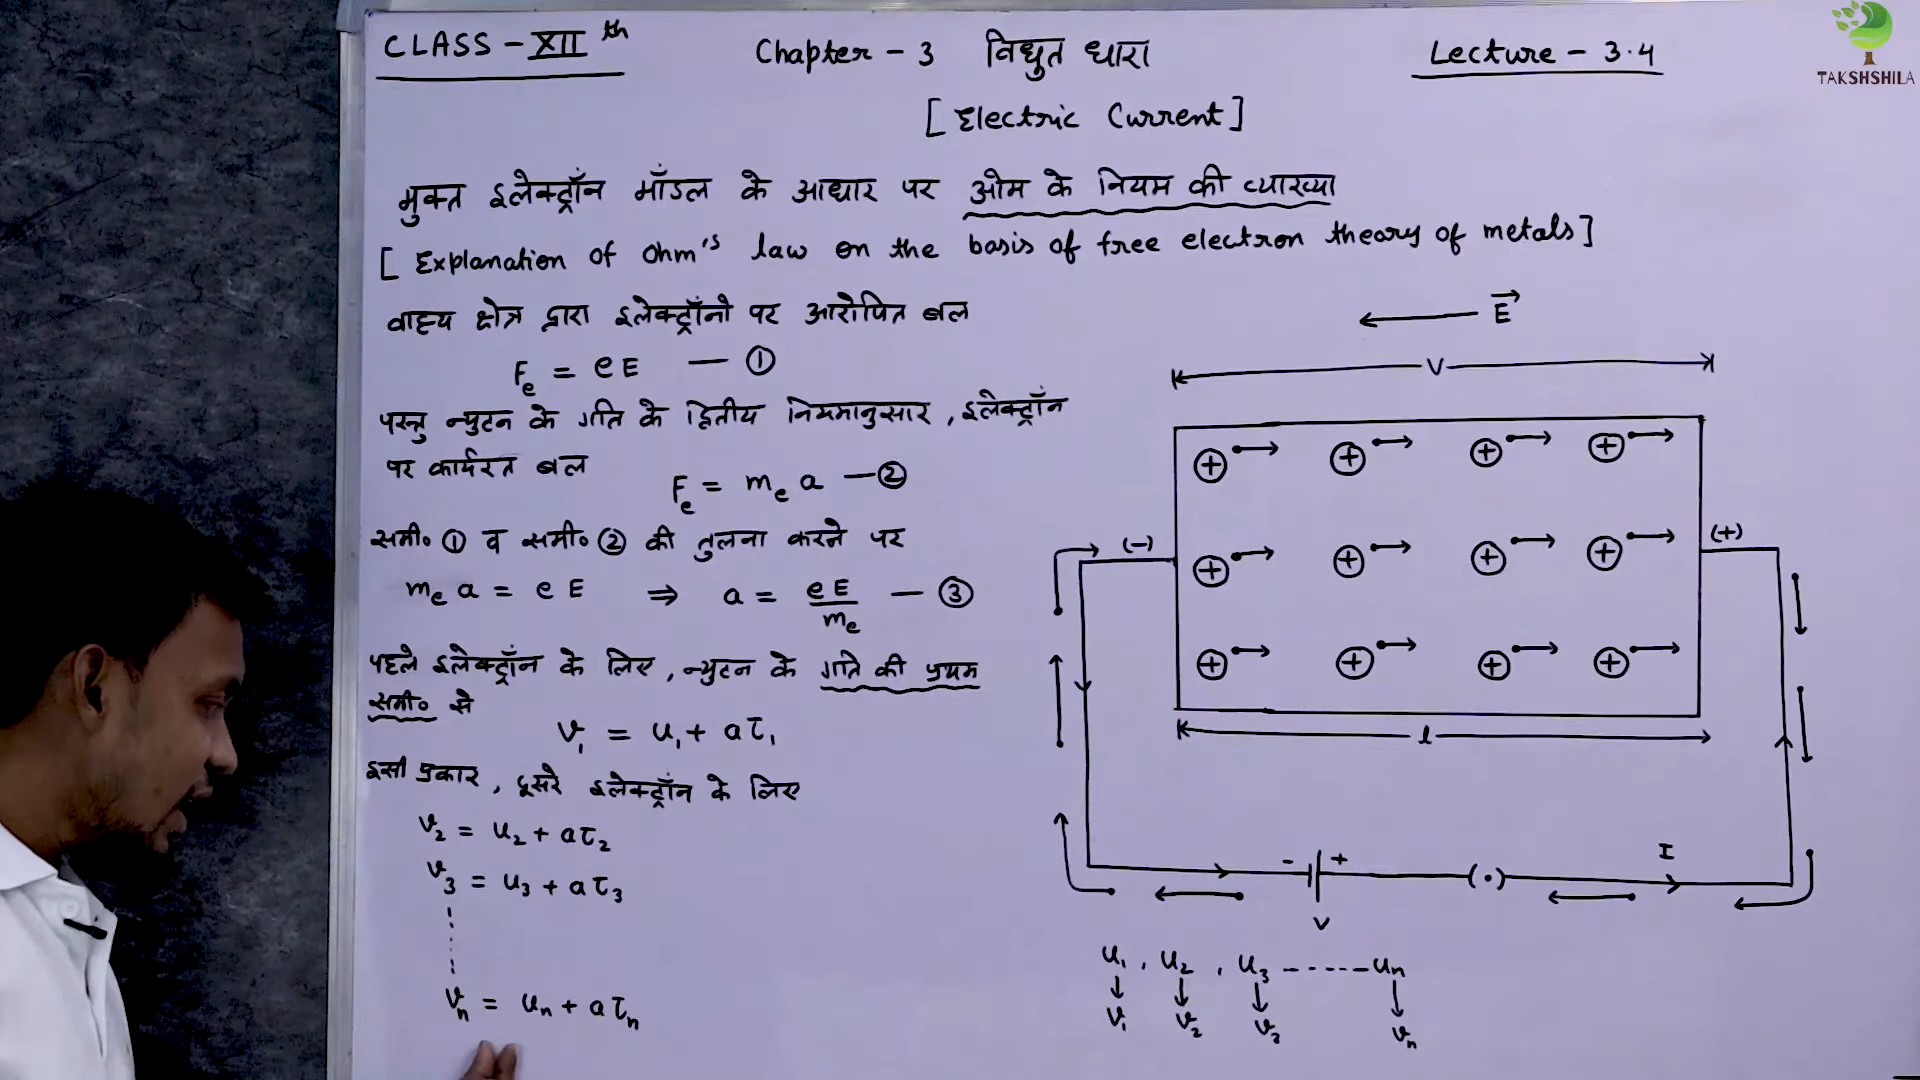 CLASS - XII th
Chapter - 3 विधुत धारा
Lecture - 3.4
TAKSHSHILA
[ Electric Current ]
मुक्त इलेक्ट्रॉन मॉडल के आधार पर ओम के नियम की व्याख्या
[ Explanation of Ohm's law on the basis of free electron theory of metals ]
वाह्य क्षेत्र द्वारा इलेक्ट्रॉनो पर आरोपित बल
Fe = eE — ①
परन्तु न्युटन के गति के द्वितीय नियमानुसार, इलेक्ट्रॉन
पर कार्यरत बल
Fe = me a — ②
समी० ① व समी० ② की तुलना करने पर
me a = e E ⇒ a = eE/me — ③
पहले इलेक्ट्रॉन के लिए, न्युटन के गति की प्रथम
समी० से
v1 = u1 + aτ1
इसी प्रकार, दूसरे इलेक्ट्रॉन के लिए
v2 = u2 + aτ2
v3 = u3 + aτ3
vn = un + aτn
E
V
+ + + +
(-) (+)
+ + + +
+ + + +
l
I
- + (·)
V
u1, u2, u3 ------ un
↓ ↓ ↓ ↓
v1 v2 v3 vn